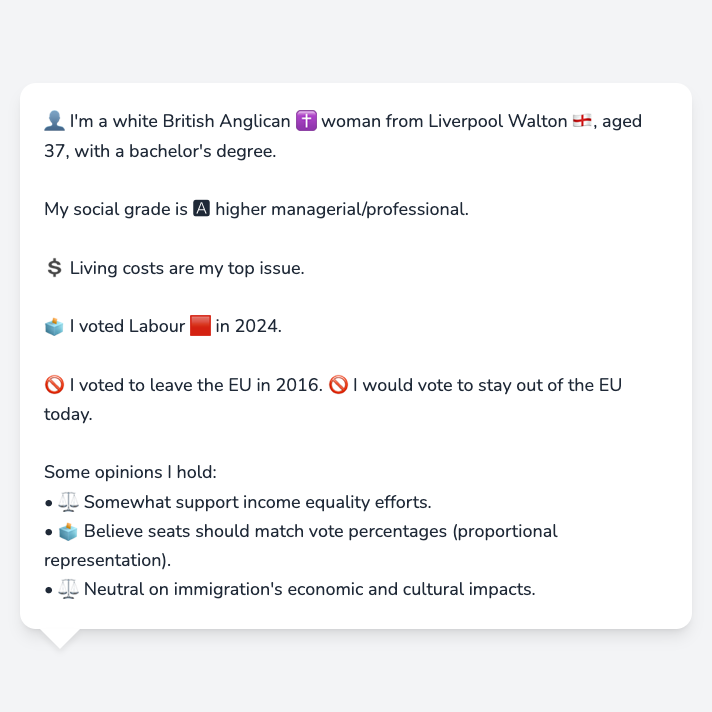 👤 I'm a white British Anglican ✝️ woman from Liverpool Walton 🏴󠁧󠁢󠁥󠁮󠁧󠁿, aged
37, with a bachelor's degree.
My social grade is 🅰 higher managerial/professional.
💲 Living costs are my top issue.
🗳️ I voted Labour 🟥 in 2024.
🚫 I voted to leave the EU in 2016. 🚫 I would vote to stay out of the EU
today.
Some opinions I hold:
• ⚖️ Somewhat support income equality efforts.
• 🗳️ Believe seats should match vote percentages (proportional
representation).
• ⚖️ Neutral on immigration's economic and cultural impacts.